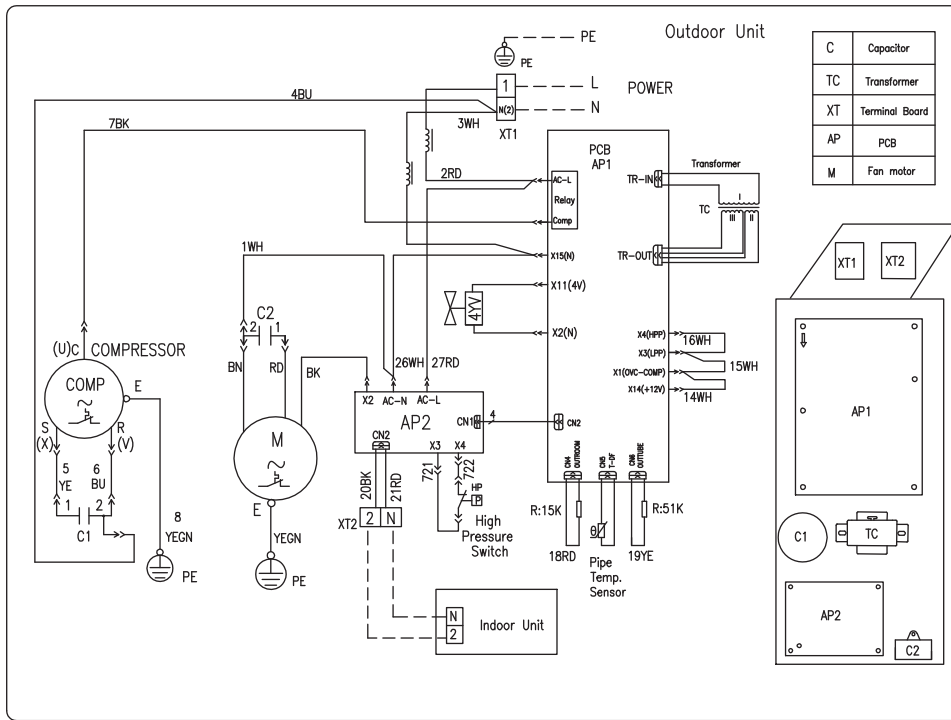 Outdoor Unit
PE
PE
1
L
POWER
N(2)
N
XT1
4BU
7BK
3WH
2RD
C
Capacitor
TC
Transformer
XT
Terminal Board
AP
PCB
M
Fan motor
PCB
AP1
AC-L
Relay
Comp
X15(N)
X11(4V)
X2(N)
TR-IN
TR-OUT
Transformer
TC
I
III
II
4YV
X4(HPP)
X3(LPP)
X1(OVC-COMP)
X14(+12V)
16WH
15WH
14WH
CN2
CN4
OUTROOM
CN5
T-DF
CN6
OUTTUBE
R:15K
R:51K
θ
18RD
19YE
Pipe
Temp.
Sensor
1WH
C2
2
1
BN
RD
BK
26WH
27RD
(U)C
COMPRESSOR
COMP
E
S
(X)
R
(V)
5
YE
6
BU
1
2
C1
8
YEGN
PE
M
E
YEGN
PE
X2
AC-N
AC-L
AP2
CN1
4
CN2
X3
X4
20BK
21RD
721
722
HP
P
High
Pressure
Switch
XT2
2
N
N
2
Indoor Unit
XT1
XT2
AP1
C1
TC
AP2
C2